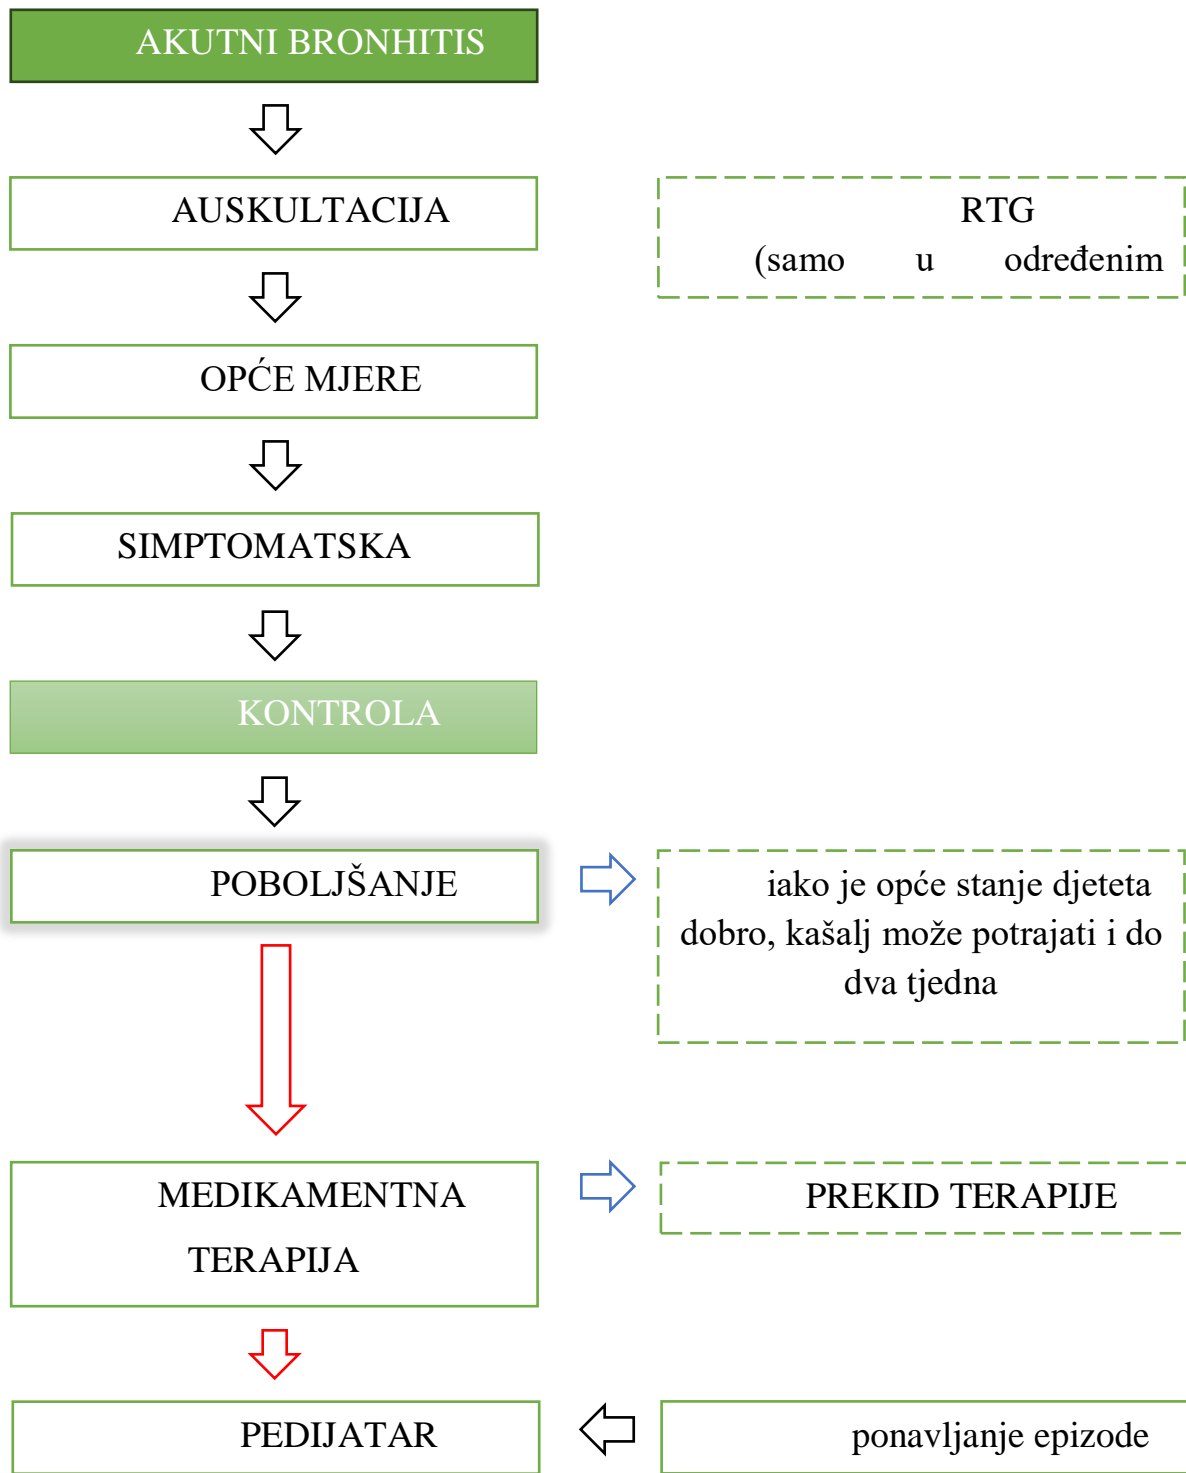 AKUTNI BRONHITIS
AUSKULTACIJA
RTG
(samo u određenim
OPĆE MJERE
SIMPTOMATSKA
KONTROLA
POBOLJŠANJE
iako je opće stanje djeteta
dobro, kašalj može potrajati i do
dva tjedna
MEDIKAMENTNA
TERAPIJA
PREKID TERAPIJE
PEDIJATAR
ponavljanje epizode